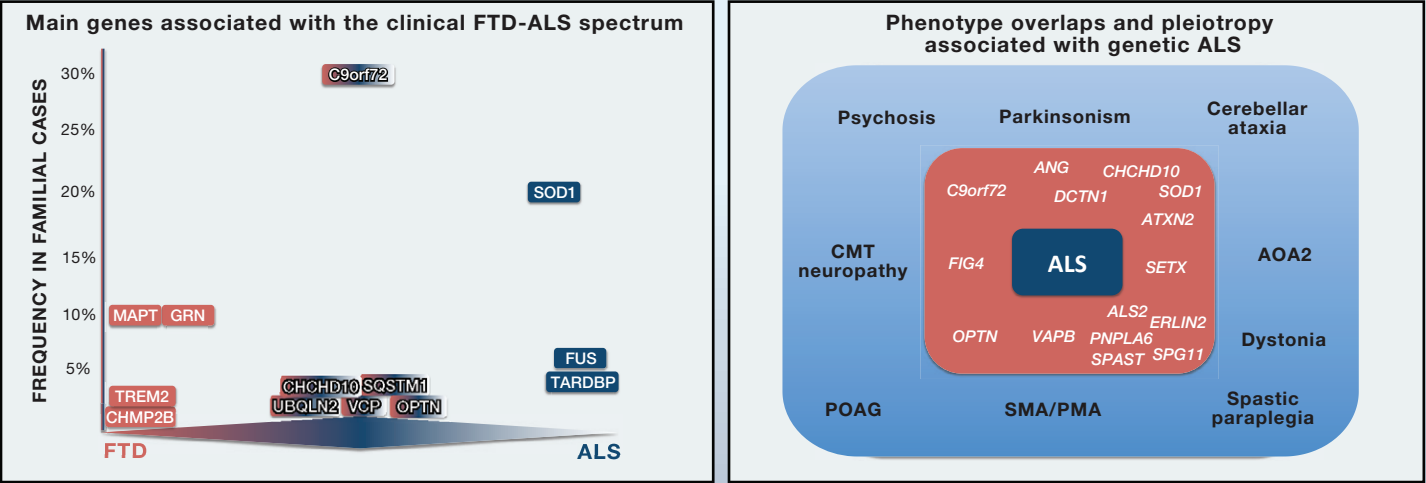 Main genes associated with the clinical FTD-ALS spectrum
FREQUENCY IN FAMILIAL CASES
30%
25%
20%
15%
10%
5%
C9orf72
SOD1
MAPT
GRN
FUS
TARDBP
TREM2
CHMP2B
CHCHD10
SQSTM1
UBQLN2
VCP
OPTN
FTD
ALS
Phenotype overlaps and pleiotropy
associated with genetic ALS
Psychosis
Parkinsonism
Cerebellar
ataxia
CMT
neuropathy
AOA2
Dystonia
POAG
SMA/PMA
Spastic
paraplegia
ANG
CHCHD10
C9orf72
DCTN1
SOD1
ATXN2
FIG4
ALS
SETX
ALS2
ERLIN2
OPTN
VAPB
PNPLA6
SPAST
SPG11